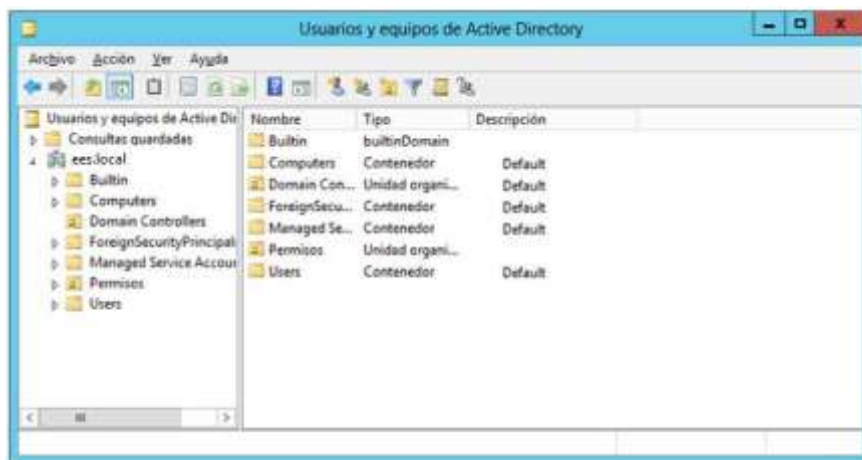 Usuarios y equipos de Active Directory
Archivo Acción Ver Ayuda
Usuarios y equipos de Active Dir
Consultas guardadas
ees.local
Builtin
Computers
Domain Controllers
ForeignSecurityPrincipal
Managed Service Accour
Permisos
Users
Nombre Tipo Descripción
Builtin builtinDomain
Computers Contenedor Default
Domain Con... Unidad organi...
ForeignSecu... Contenedor Default
Managed Se... Contenedor Default
Permisos Unidad organi...
Users Contenedor Default